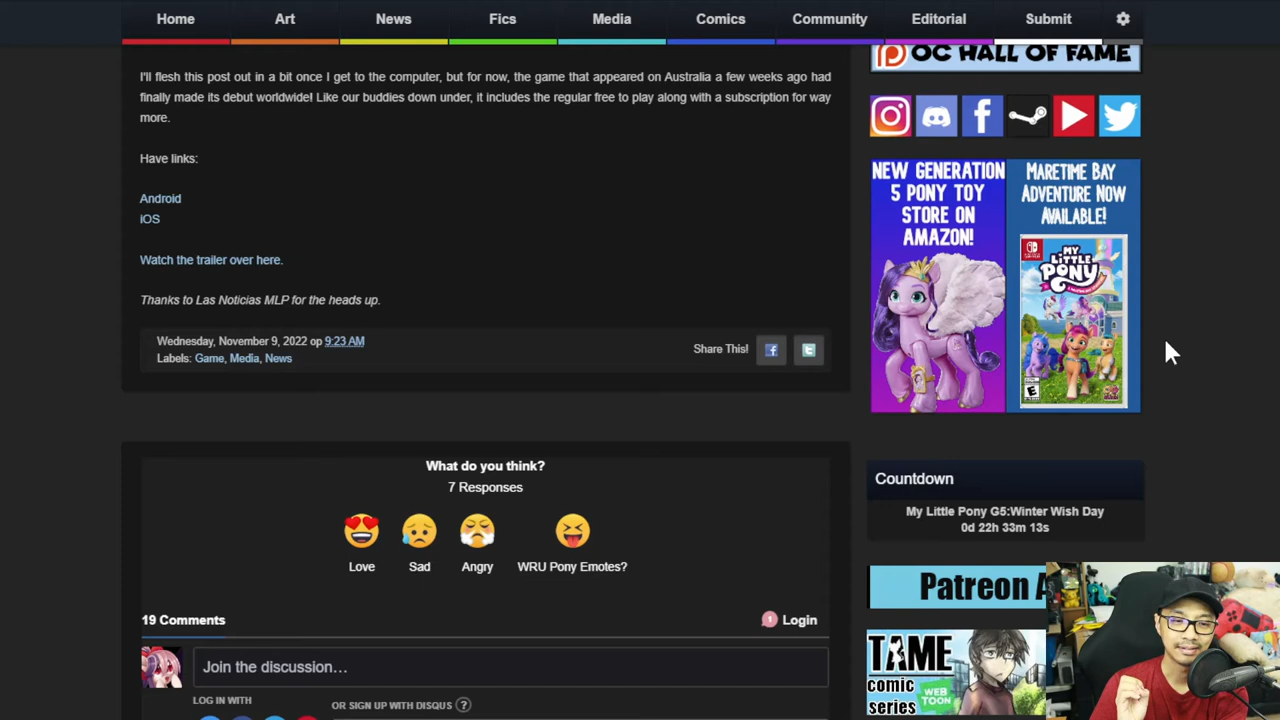 Home
Art
News
Fics
Media
Comics
Community
Editorial
Submit
OC HALL OF FAME
I'll flesh this post out in a bit once I get to the computer, but for now, the game that appeared on Australia a few weeks ago had
finally made its debut worldwide! Like our buddies down under, it includes the regular free to play along with a subscription for way
more.
Have links:
Android
iOS
Watch the trailer over here.
Thanks to Las Noticias MLP for the heads up.
Wednesday, November 9, 2022 op 9:23 AM
Labels: Game, Media, News
Share This!
NEW GENERATION
5 PONY TOY
STORE ON
AMAZON!
MARETIME BAY
ADVENTURE NOW
AVAILABLE!
MY
LITTLE
PONY
E
What do you think?
7 Responses
Love
Sad
Angry
WRU Pony Emotes?
19 Comments
1 Login
Join the discussion...
LOG IN WITH
OR SIGN UP WITH DISQUS ?
Countdown
My Little Pony G5:Winter Wish Day
0d 22h 33m 13s
Patreon A
TAME
comic
series
WEB
TOON